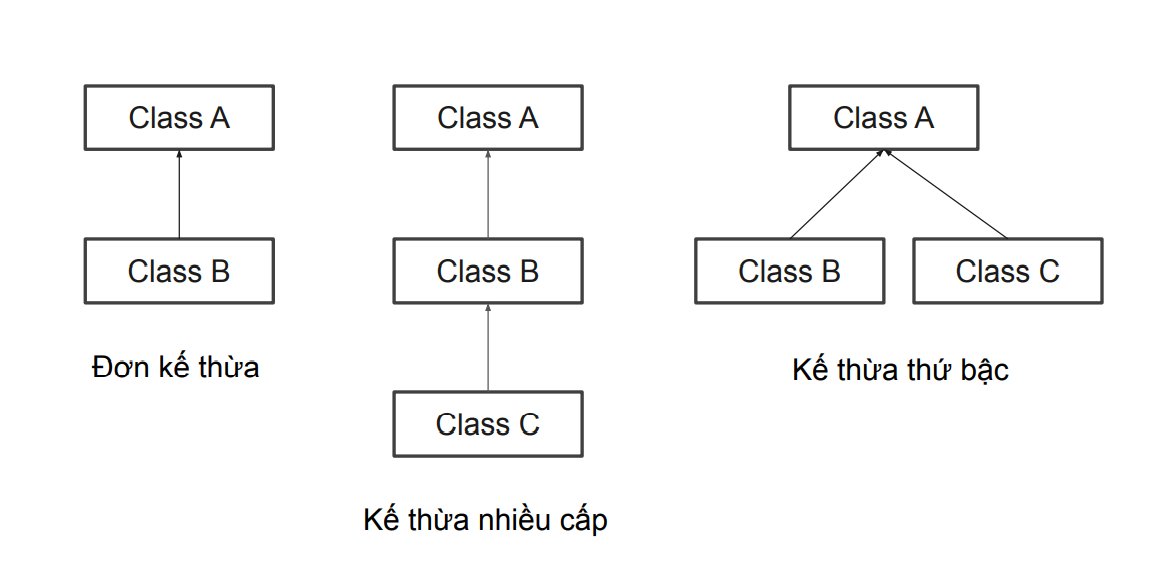 Class A
Class B
Đơn kế thừa
Class A
Class B
Class C
Kế thừa nhiều cấp
Class A
Class B
Class C
Kế thừa thứ bậc